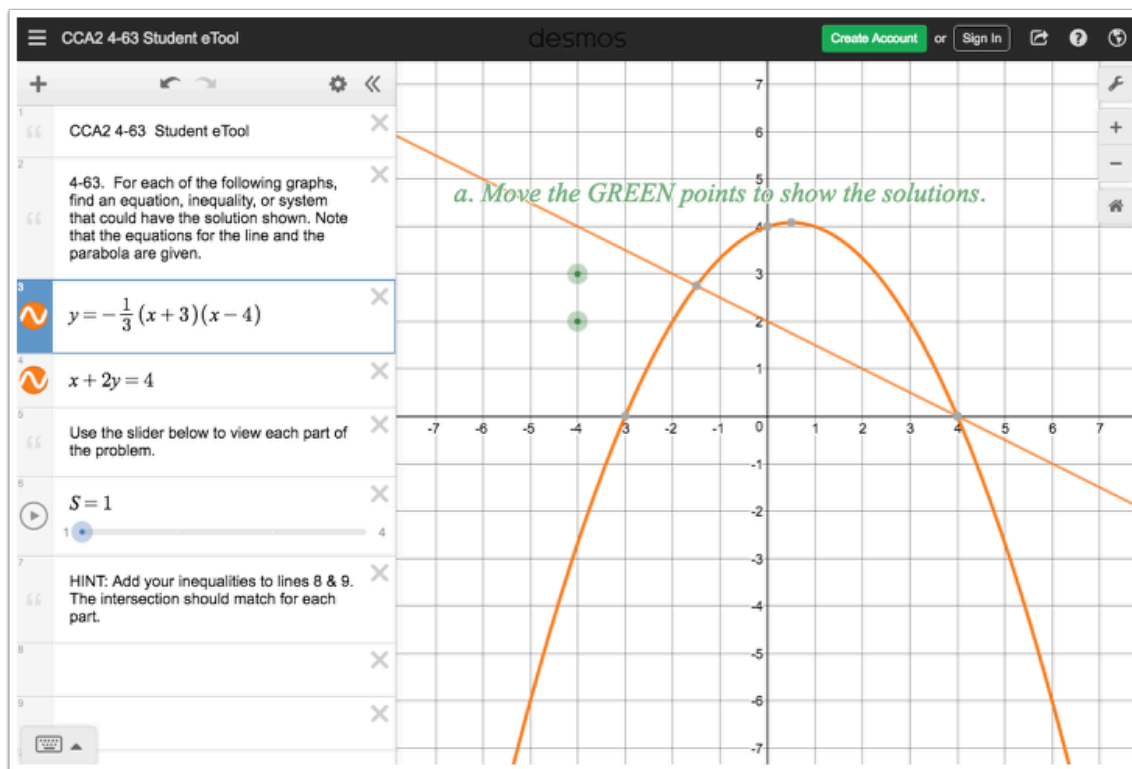 CCA2 4-63 Student eTool
desmos
Create Account or Sign In
1
CCA2 4-63  Student eTool
2
4-63.  For each of the following graphs,
find an equation, inequality, or system
that could have the solution shown. Note
that the equations for the line and the
parabola are given.
3
y = -\frac{1}{3}(x+3)(x-4)
4
x + 2y = 4
5
Use the slider below to view each part of
the problem.
6
S = 1
1 4
7
HINT: Add your inequalities to lines 8 & 9.
The intersection should match for each
part.
8
9
a. Move the GREEN points to show the solutions.
7
6
5
4
3
2
1
-7 -6 -5 -4 -3 -2 -1 0 1 2 3 4 5 6 7
-1
-2
-3
-4
-5
-6
-7